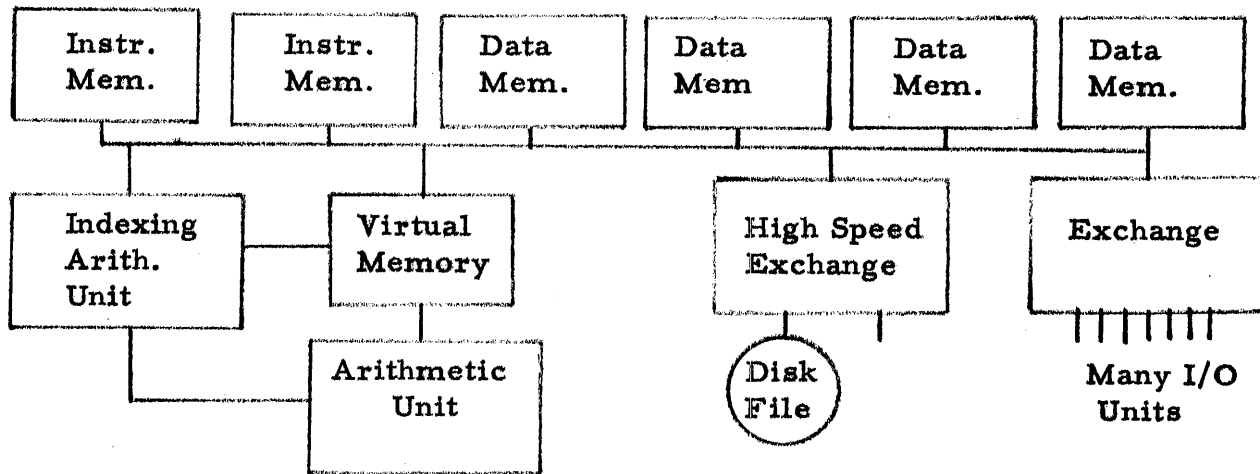 Instr.
Mem.
Instr.
Mem.
Data
Mem.
Data
Mem
Data
Mem.
Data
Mem.
Indexing
Arith.
Unit
Virtual
Memory
High Speed
Exchange
Exchange
Arithmetic
Unit
Disk
File
Many I/O
Units